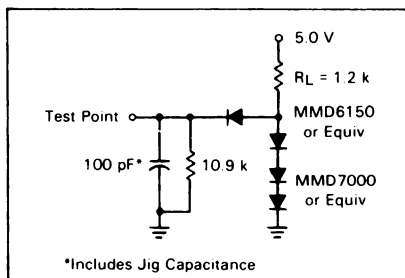 5.0 V
RL = 1.2 k
Test Point
MMD6150
or Equiv
100 pF*
10.9 k
MMD7000
or Equiv
*Includes Jig Capacitance